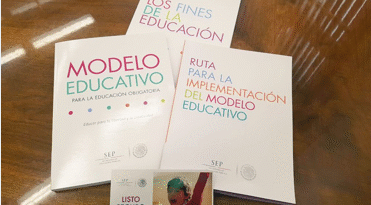 LOS FINES
DE LA
EDUCACIÓN
MODELO
EDUCATIVO
PARA LA EDUCACIÓN OBLIGATORIA
SEP
RUTA
PARA LA
IMPLEMENTACIÓN
DEL MODELO
EDUCATIVO
SEP
LISTO